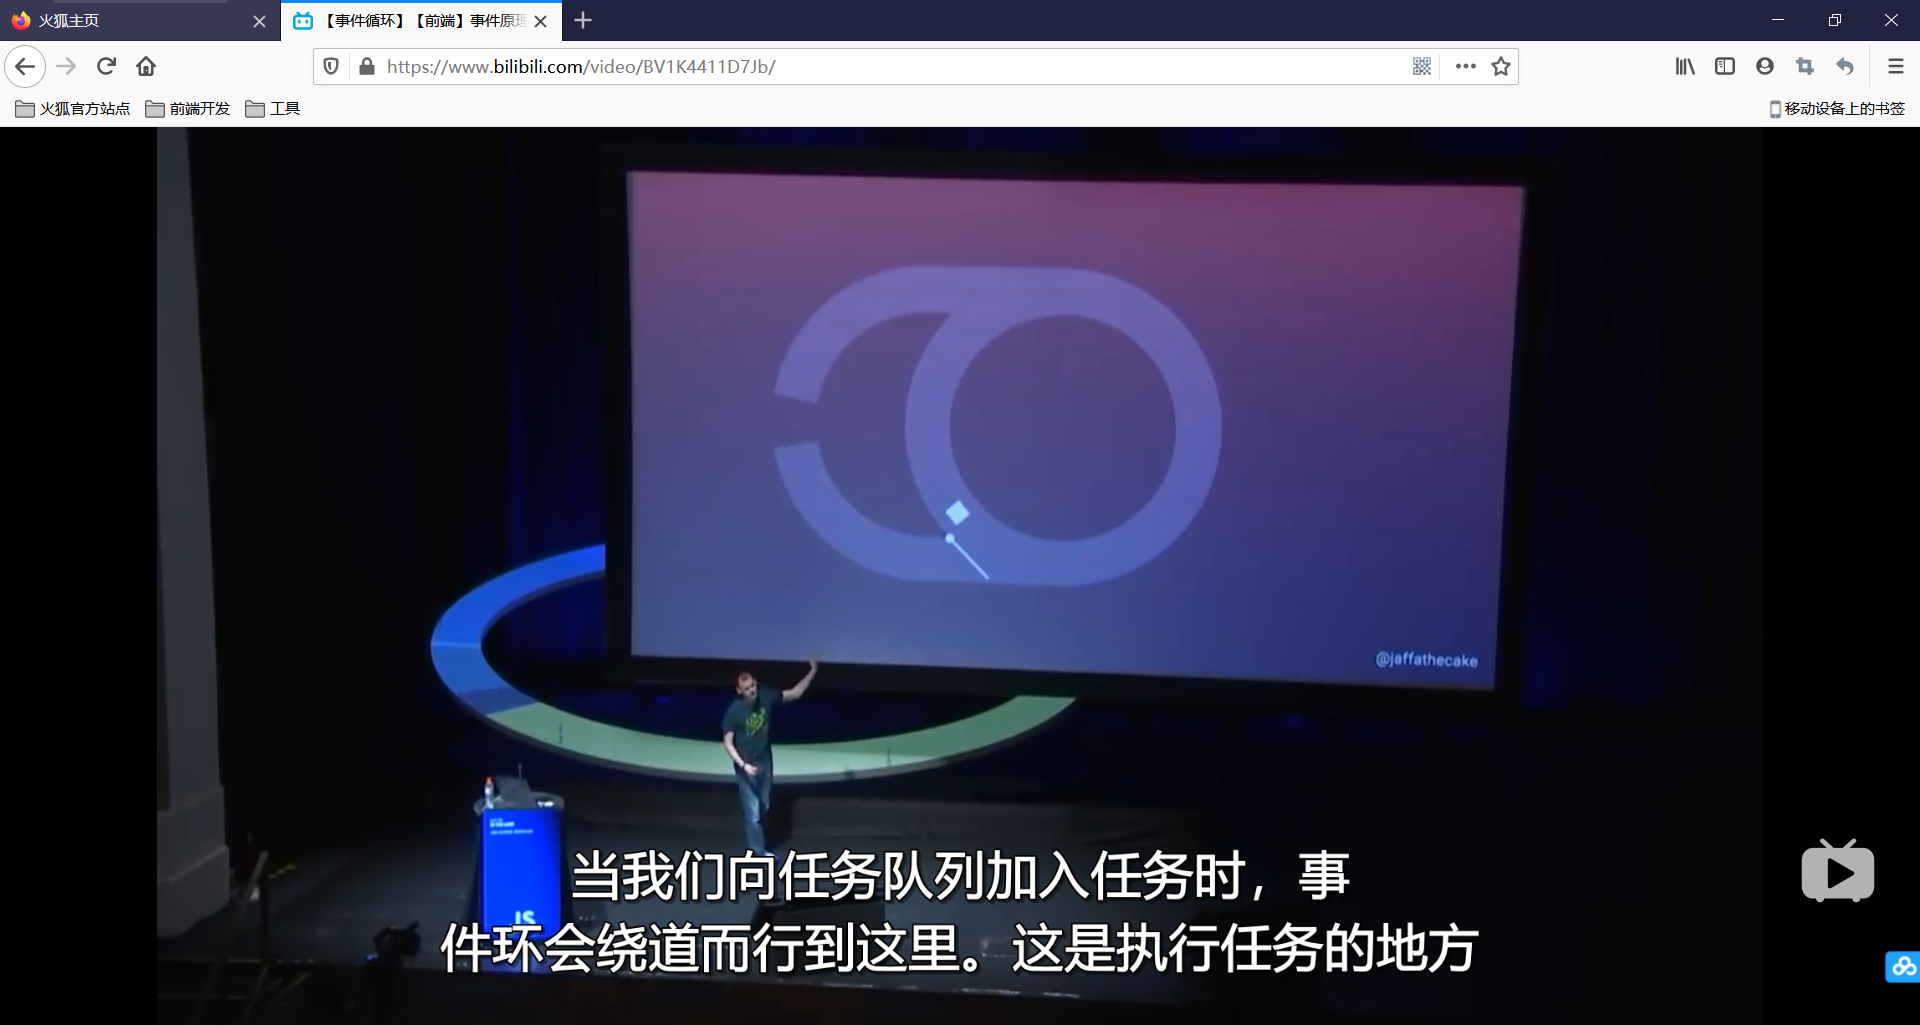 火狐主页
【事件循环】【前端】事件原理
https://www.bilibili.com/video/BV1K4411D7Jb/
火狐官方站点
前端开发
工具
移动设备上的书签
@jaffathecake
JS
当我们向任务队列加入任务时，事
件环会绕道而行到这里。这是执行任务的地方